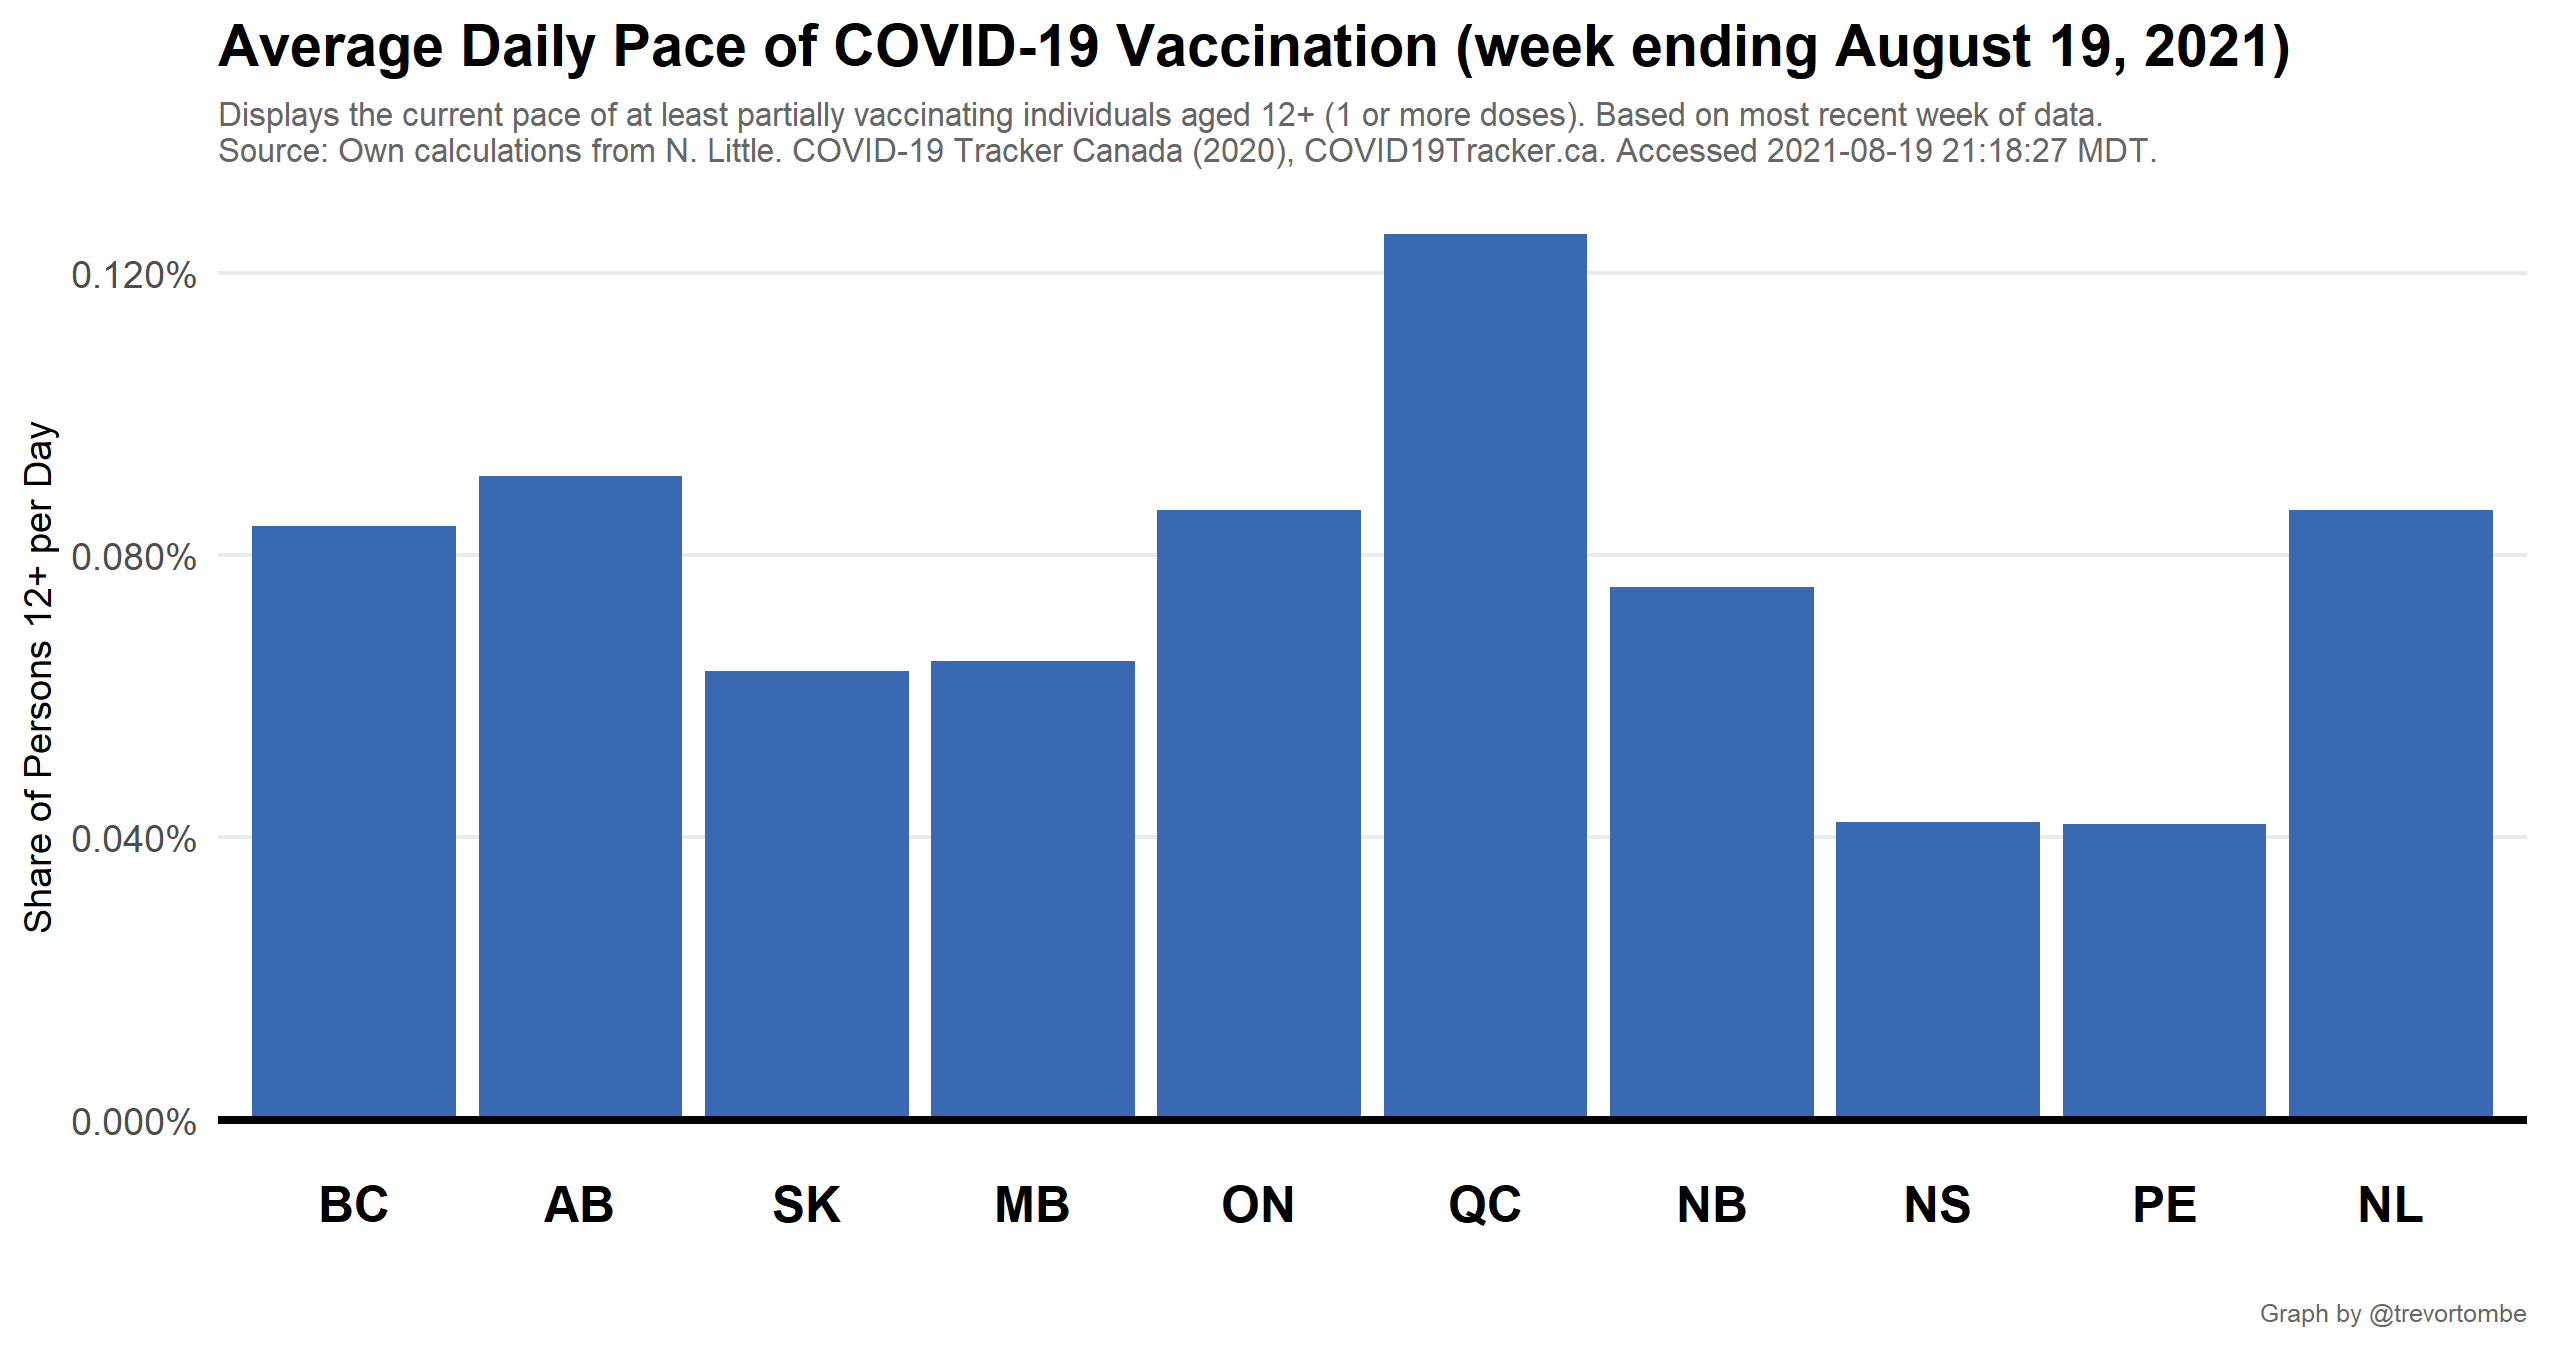 Average Daily Pace of COVID-19 Vaccination (week ending August 19, 2021)
Displays the current pace of at least partially vaccinating individuals aged 12+ (1 or more doses). Based on most recent week of data.
Source: Own calculations from N. Little. COVID-19 Tracker Canada (2020), COVID19Tracker.ca. Accessed 2021-08-19 21:18:27 MDT.
Share of Persons 12+ per Day
0.120%
0.080%
0.040%
0.000%
BC AB SK MB ON QC NB NS PE NL
Graph by @trevortombe